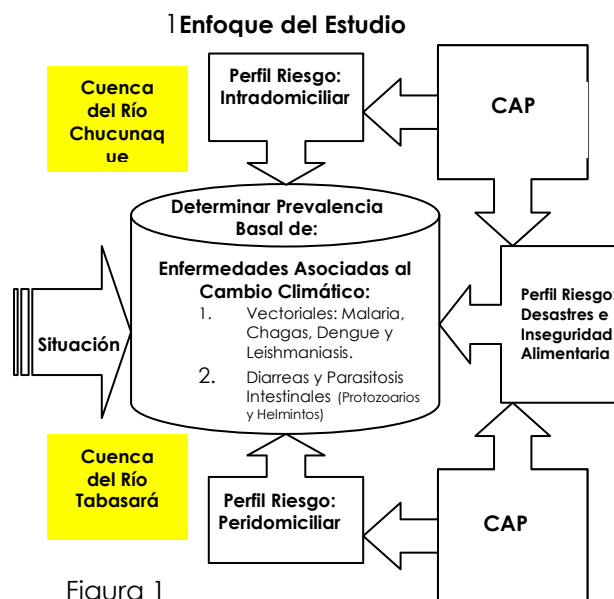 1Enfoque del Estudio
Cuenca
del Río
Chucunaq
ue
Perfil Riesgo:
Intradomiciliar
CAP
Determinar Prevalencia
Basal de:
Enfermedades Asociadas al
Cambio Climático:
1. Vectoriales: Malaria,
Chagas, Dengue y
Leishmaniasis.
2. Diarreas y Parasitosis
Intestinales (Protozoarios
y Helmintos)
Situación
Perfil Riesgo:
Desastres e
Inseguridad
Alimentaria
Cuenca
del Río
Tabasará
Perfil Riesgo:
Peridomiciliar
CAP
Figura 1